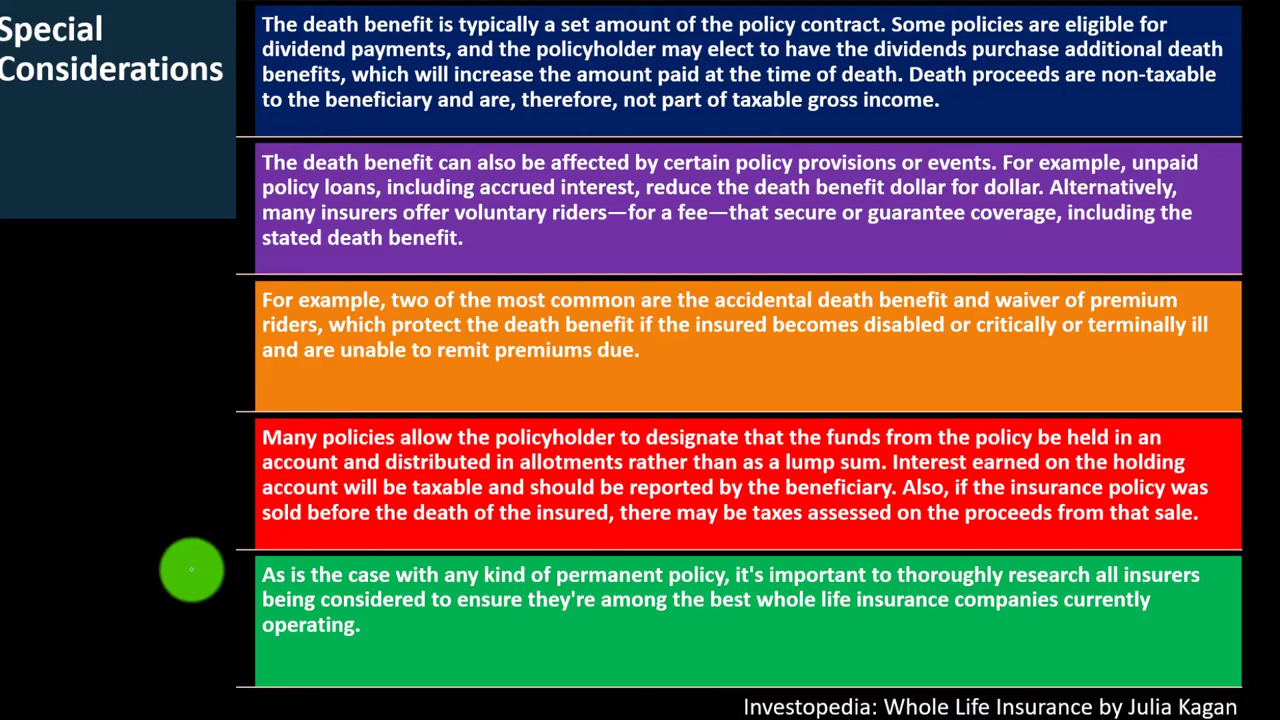 Special
Considerations
The death benefit is typically a set amount of the policy contract. Some policies are eligible for
dividend payments, and the policyholder may elect to have the dividends purchase additional death
benefits, which will increase the amount paid at the time of death. Death proceeds are non-taxable
to the beneficiary and are, therefore, not part of taxable gross income.
The death benefit can also be affected by certain policy provisions or events. For example, unpaid
policy loans, including accrued interest, reduce the death benefit dollar for dollar. Alternatively,
many insurers offer voluntary riders—for a fee—that secure or guarantee coverage, including the
stated death benefit.
For example, two of the most common are the accidental death benefit and waiver of premium
riders, which protect the death benefit if the insured becomes disabled or critically or terminally ill
and are unable to remit premiums due.
Many policies allow the policyholder to designate that the funds from the policy be held in an
account and distributed in allotments rather than as a lump sum. Interest earned on the holding
account will be taxable and should be reported by the beneficiary. Also, if the insurance policy was
sold before the death of the insured, there may be taxes assessed on the proceeds from that sale.
As is the case with any kind of permanent policy, it's important to thoroughly research all insurers
being considered to ensure they're among the best whole life insurance companies currently
operating.
Investopedia: Whole Life Insurance by Julia Kagan